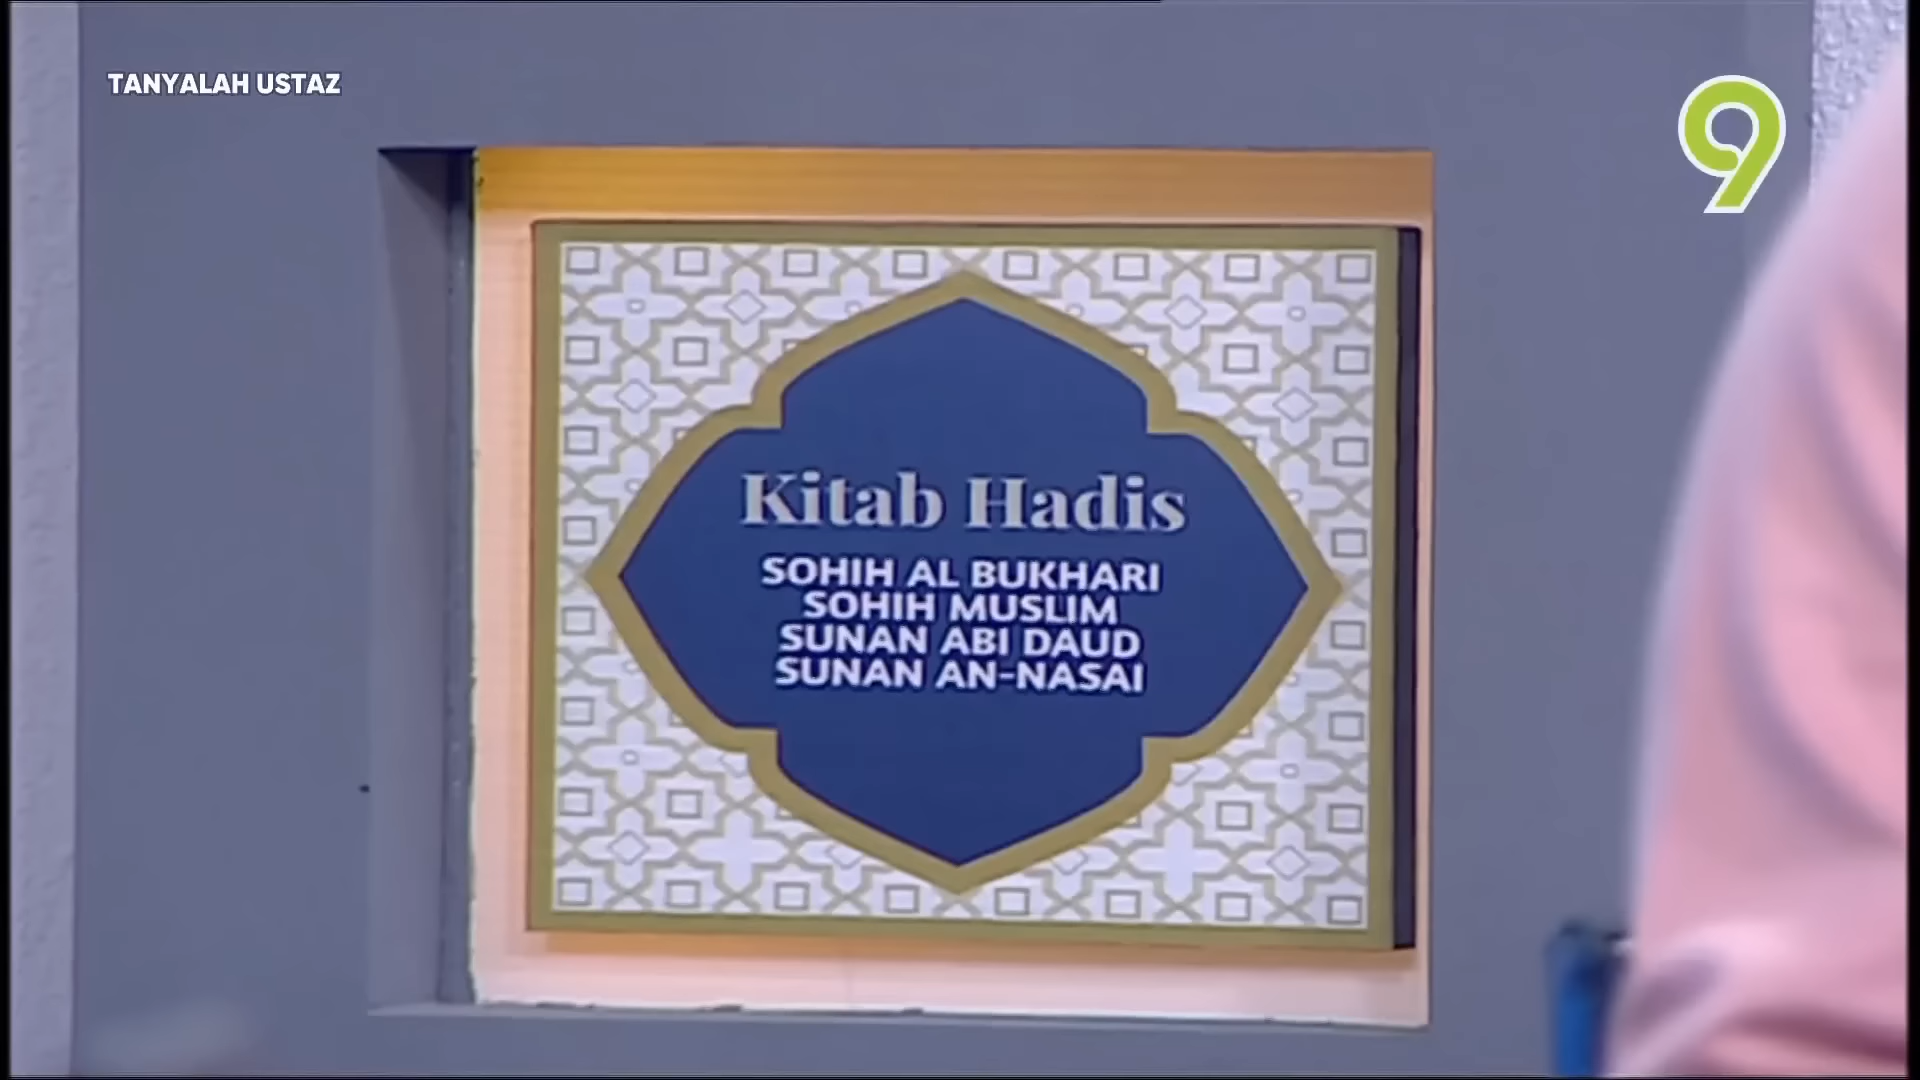 TANYALAH USTAZ
9
Kitab Hadis
SOHIH AL BUKHARI
SOHIH MUSLIM
SUNAN ABI DAUD
SUNAN AN-NASAI